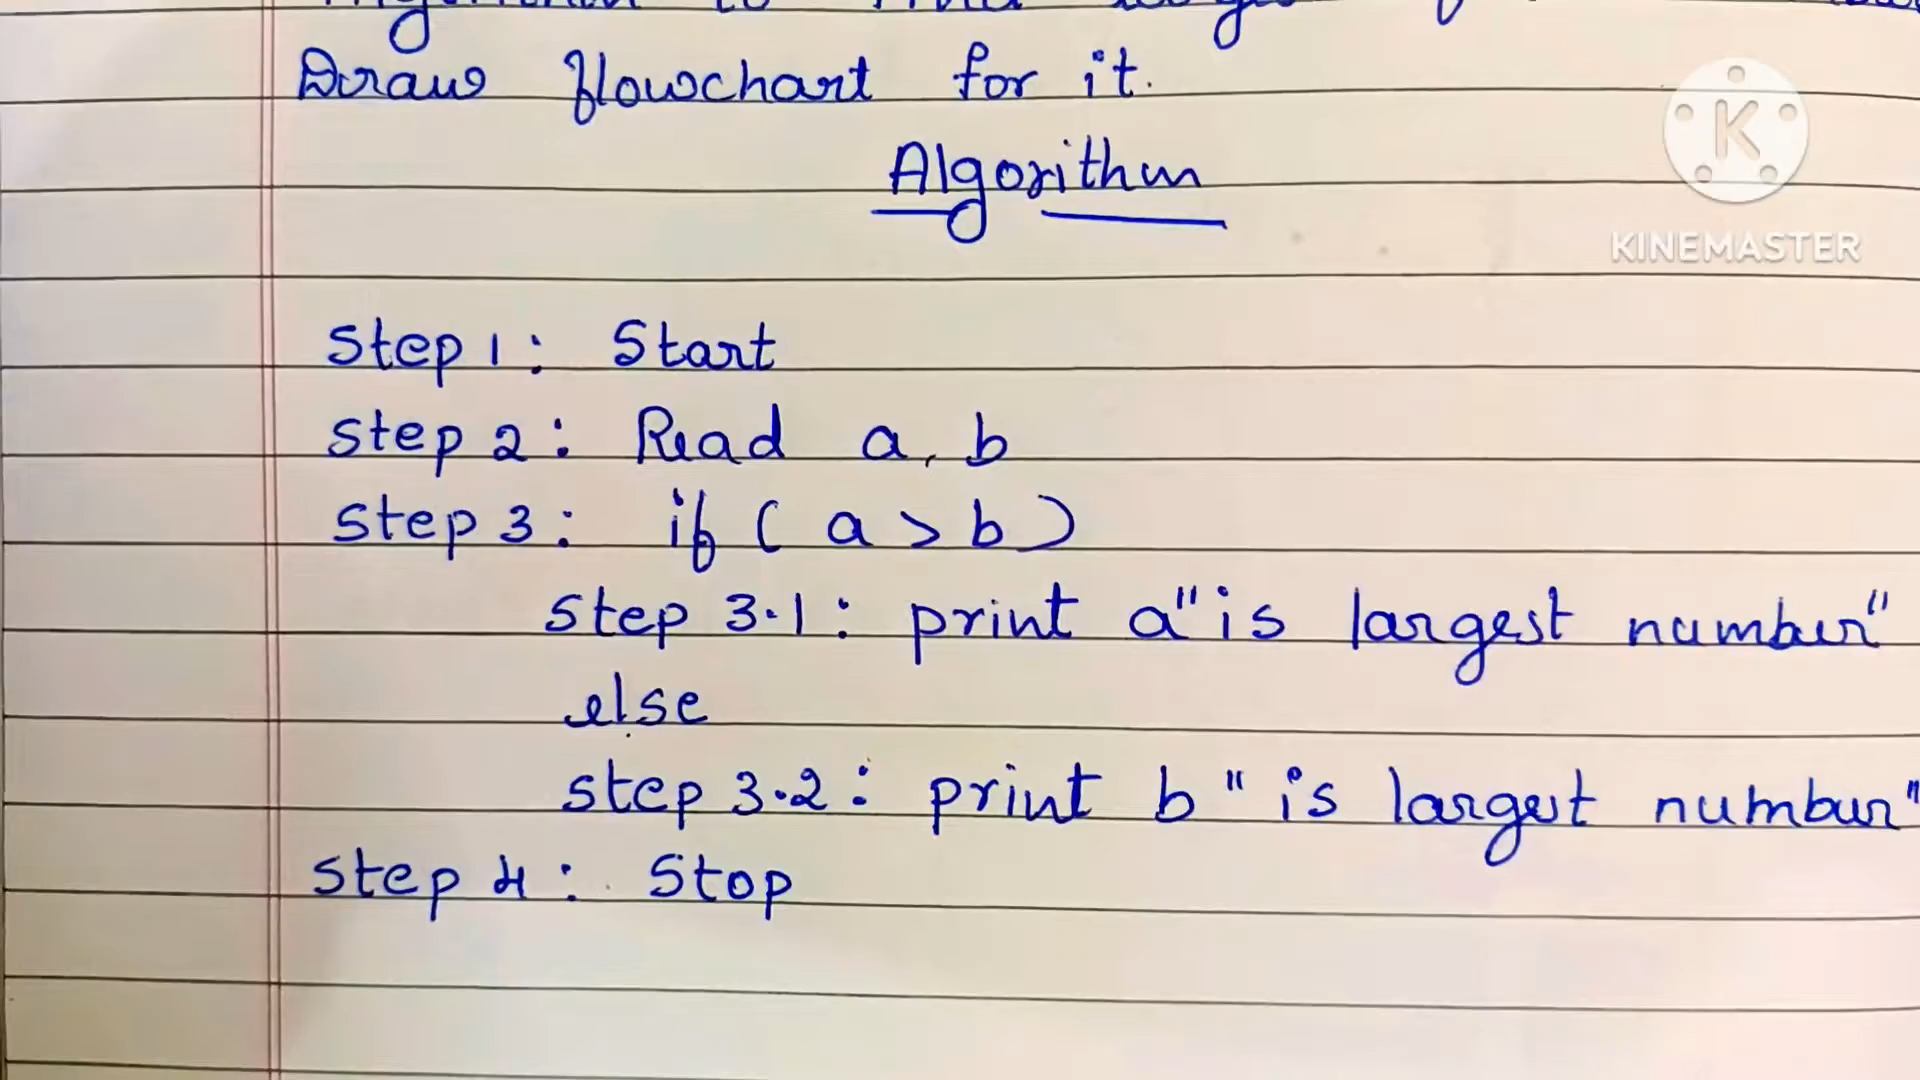 Draw flowchart for it.
Algorithm
K
KINEMASTER
Step 1: Start
Step 2: Read a, b
Step 3: if ( a > b )
Step 3.1: print a" is largest number"
else
Step 3.2: print b " is largest number"
Step 4: Stop